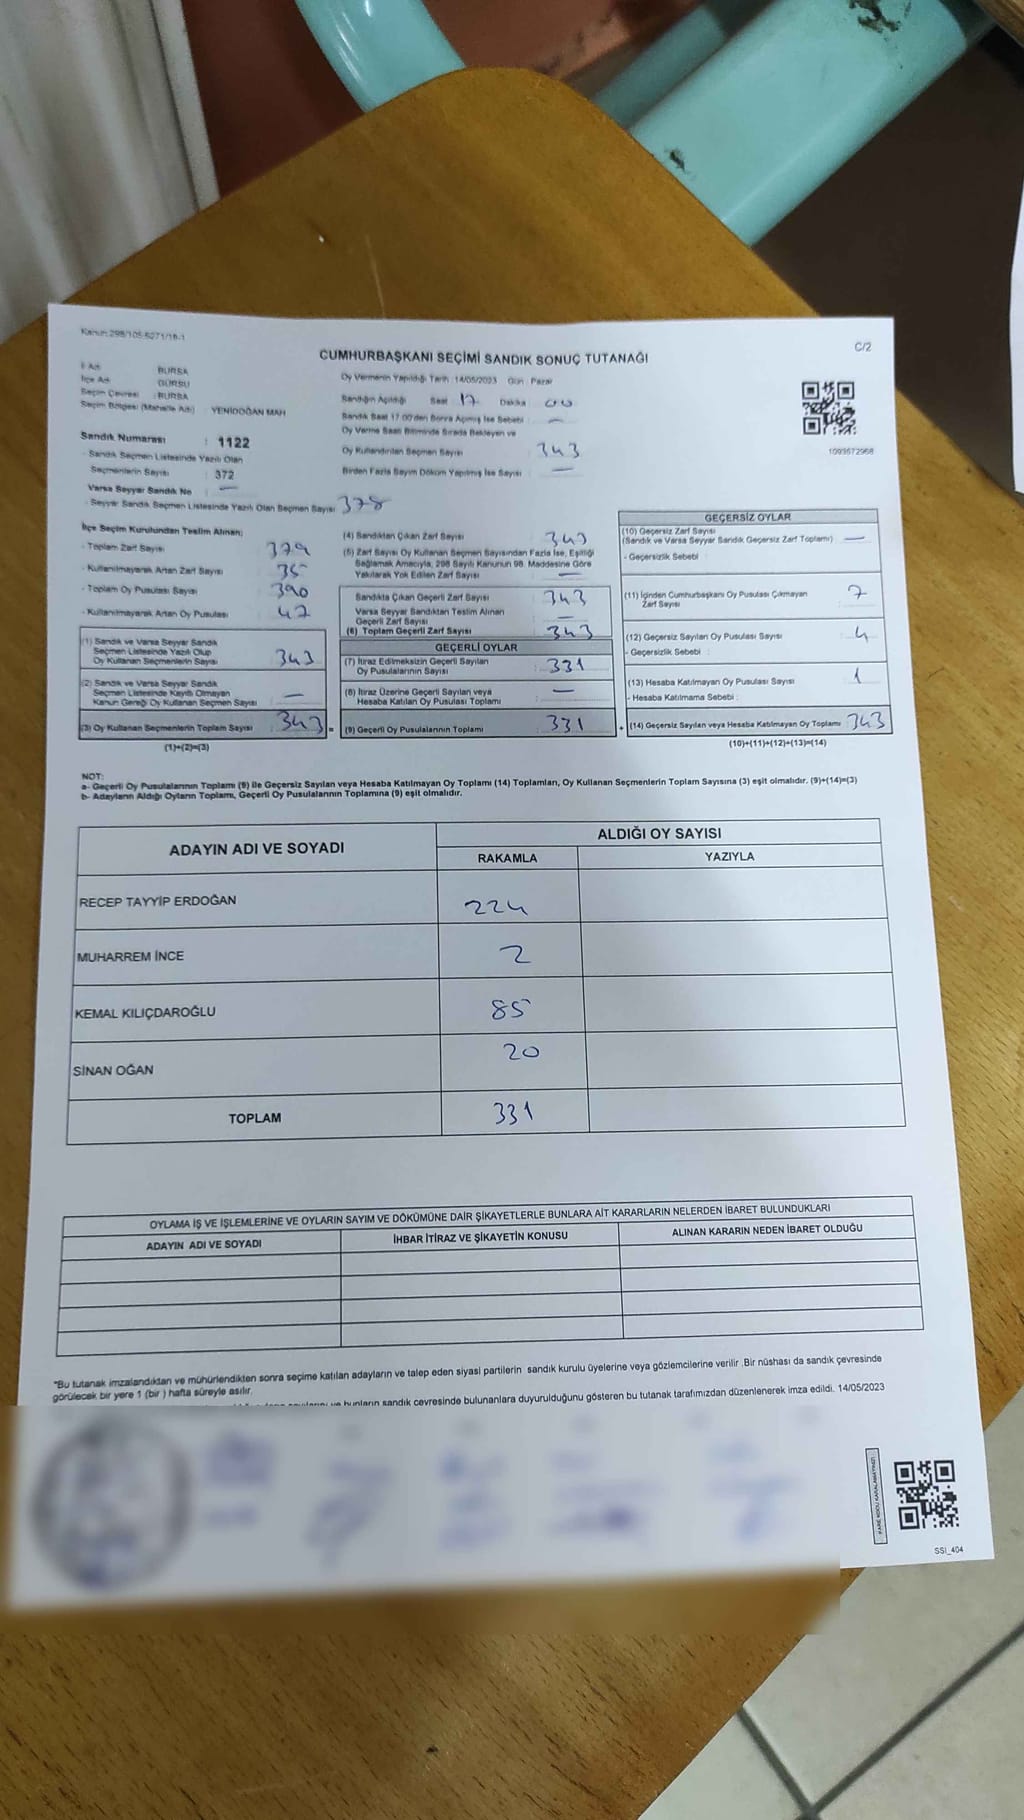 Kanun:298/105-6271/16-1
C/2
CUMHURBAŞKANI SEÇİMİ SANDIK SONUÇ TUTANAĞI
İl Adı : BURSA
İlçe Adı : GÜRSU
Seçim Çevresi : BURSA
Seçim Bölgesi (Mahalle Adı) : YENİDOĞAN MAH
Sandık Numarası : 1122
- Sandık Seçmen Listesinde Yazılı Olan
Seçmenlerin Sayısı : 372
Varsa Seyyar Sandık No : —
- Seyyar Sandık Seçmen Listesinde Yazılı Olan Seçmen Sayısı : 378
Oy Vermenin Yapıldığı Tarih : 14/05/2023 Gün : Pazar
Sandığın Açıldığı Saat : 17 Dakika : 00
Sandık Saat 17:00'den Sonra Açılmış İse Sebebi : —
Oy Verme Saati Bitiminde Sırada Bekleyen ve
Oy Kullandırılan Seçmen Sayısı : 343
Birden Fazla Sayım Döküm Yapılmış İse Sayısı : —
1093672968
İlçe Seçim Kurulundan Teslim Alınan;
- Toplam Zarf Sayısı : 379
- Kullanılmayarak Artan Zarf Sayısı : 35
- Toplam Oy Pusulası Sayısı : 390
- Kullanılmayarak Artan Oy Pusulası : 47
(1) Sandık ve Varsa Seyyar Sandık
Seçmen Listesinde Yazılı Olup
Oy Kullanan Seçmenlerin Sayısı : 343
(2) Sandık ve Varsa Seyyar Sandık
Seçmen Listesinde Kayıtlı Olmayan
Kanun Gereği Oy Kullanan Seçmen Sayısı : —
(3) Oy Kullanan Seçmenlerin Toplam Sayısı : 343 =
(1)+(2)=(3)
(4) Sandıktan Çıkan Zarf Sayısı : 343
(5) Zarf Sayısı Oy Kullanan Seçmen Sayısından Fazla İse, Eşitliği
Sağlamak Amacıyla, 298 Sayılı Kanunun 98. Maddesine Göre
Yakılarak Yok Edilen Zarf Sayısı : —
Sandıkta Çıkan Geçerli Zarf Sayısı : 343
Varsa Seyyar Sandıktan Teslim Alınan
Geçerli Zarf Sayısı : —
(6) Toplam Geçerli Zarf Sayısı : 343
GEÇERLİ OYLAR
(7) İtiraz Edilmeksizin Geçerli Sayılan
Oy Pusulalarının Sayısı : 331
(8) İtiraz Üzerine Geçerli Sayılan veya
Hesaba Katılan Oy Pusulası Toplamı : —
(9) Geçerli Oy Pusulalarının Toplamı : 331 +
GEÇERSİZ OYLAR
(10) Geçersiz Zarf Sayısı
(Sandık ve Varsa Seyyar Sandık Geçersiz Zarf Toplamı) : —
- Geçersizlik Sebebi :
(11) İçinden Cumhurbaşkanı Oy Pusulası Çıkmayan
Zarf Sayısı : 7
(12) Geçersiz Sayılan Oy Pusulası Sayısı : 4
- Geçersizlik Sebebi :
(13) Hesaba Katılmayan Oy Pusulası Sayısı : 1
- Hesaba Katılmama Sebebi :
(14) Geçersiz Sayılan veya Hesaba Katılmayan Oy Toplamı : 343
(10)+(11)+(12)+(13)=(14)
NOT:
a- Geçerli Oy Pusulalarının Toplamı (9) ile Geçersiz Sayılan veya Hesaba Katılmayan Oy Toplamı (14) Toplamları, Oy Kullanan Seçmenlerin Toplam Sayısına (3) eşit olmalıdır. (9)+(14)=(3)
b- Adayların Aldığı Oyların Toplamı, Geçerli Oy Pusulalarının Toplamına (9) eşit olmalıdır.
ADAYIN ADI VE SOYADI
ALDIĞI OY SAYISI
RAKAMLA YAZIYLA
RECEP TAYYİP ERDOĞAN 224
MUHARREM İNCE 2
KEMAL KILIÇDAROĞLU 85
SİNAN OĞAN 20
TOPLAM 331
OYLAMA İŞ VE İŞLEMLERİNE VE OYLARIN SAYIM VE DÖKÜMÜNE DAİR ŞİKAYETLERLE BUNLARA AİT KARARLARIN NELERDEN İBARET BULUNDUKLARI
ADAYIN ADI VE SOYADI İHBAR İTİRAZ VE ŞİKAYETİN KONUSU ALINAN KARARIN NEDEN İBARET OLDUĞU
*Bu tutanak imzalandıktan ve mühürlendikten sonra seçime katılan adayların ve talep eden siyasi partilerin sandık kurulu üyelerine veya gözlemcilerine verilir .Bir nüshası da sandık çevresinde
görülecek bir yere 1 (bir ) hafta süreyle asılır.
ve bunların sandık çevresinde bulunanlara duyurulduğunu gösteren bu tutanak tarafımızdan düzenlenerek imza edildi. 14/05/2023
KARE KODU KARALAMAYINIZ!
SSI_404